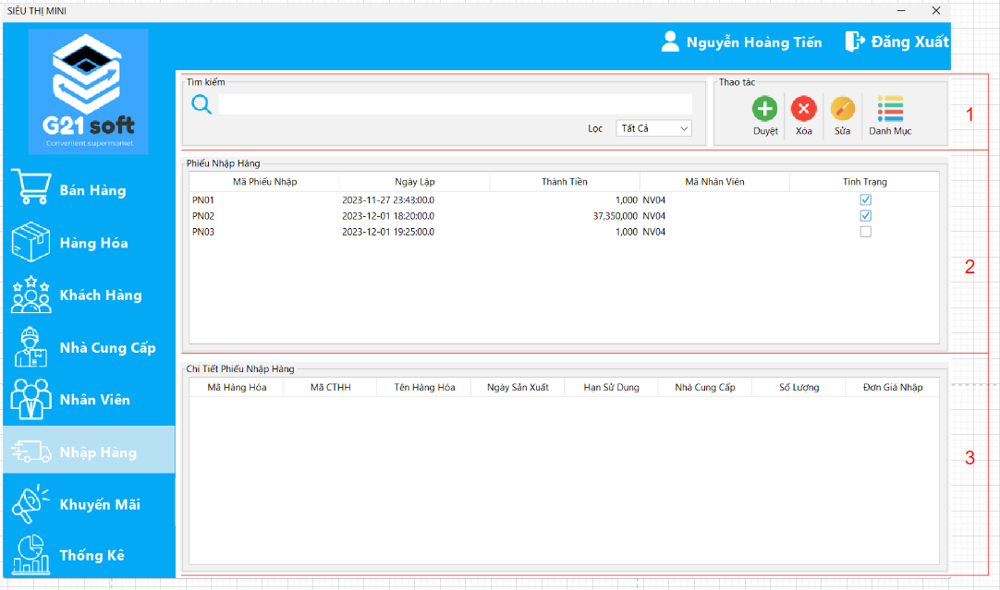 SIÊU THỊ MINI
G21 soft
Convenient supermarket
Nguyễn Hoàng Tiến
Đăng Xuất
Bán Hàng
Hàng Hóa
Khách Hàng
Nhà Cung Cấp
Nhân Viên
Nhập Hàng
Khuyến Mãi
Thống Kê
Tìm kiếm
Lọc Tất Cả
Thao tác
Duyệt Xóa Sửa Danh Mục
1
Phiếu Nhập Hàng
Mã Phiếu Nhập Ngày Lập Thành Tiền Mã Nhân Viên Tình Trạng
PN01 2023-11-27 23:43:00.0 1,000 NV04
PN02 2023-12-01 18:20:00.0 37,350,000 NV04
PN03 2023-12-01 19:25:00.0 1,000 NV04
2
Chi Tiết Phiếu Nhập Hàng
Mã Hàng Hóa Mã CTHH Tên Hàng Hóa Ngày Sản Xuất Hạn Sử Dụng Nhà Cung Cấp Số Lượng Đơn Giá Nhập
3